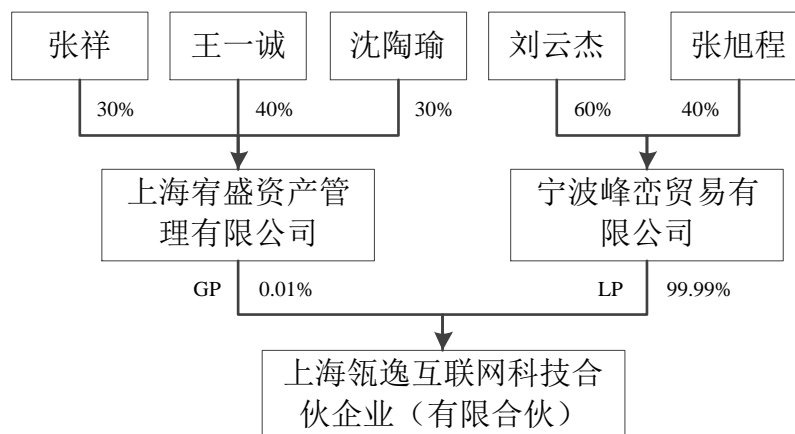 张祥 王一诚 沈陶瑜 刘云杰 张旭程
30% 40% 30% 60% 40%
上海宥盛资产管
理有限公司
宁波峰峦贸易有
限公司
GP 0.01% LP 99.99%
上海瓴逸互联网科技合
伙企业（有限合伙）